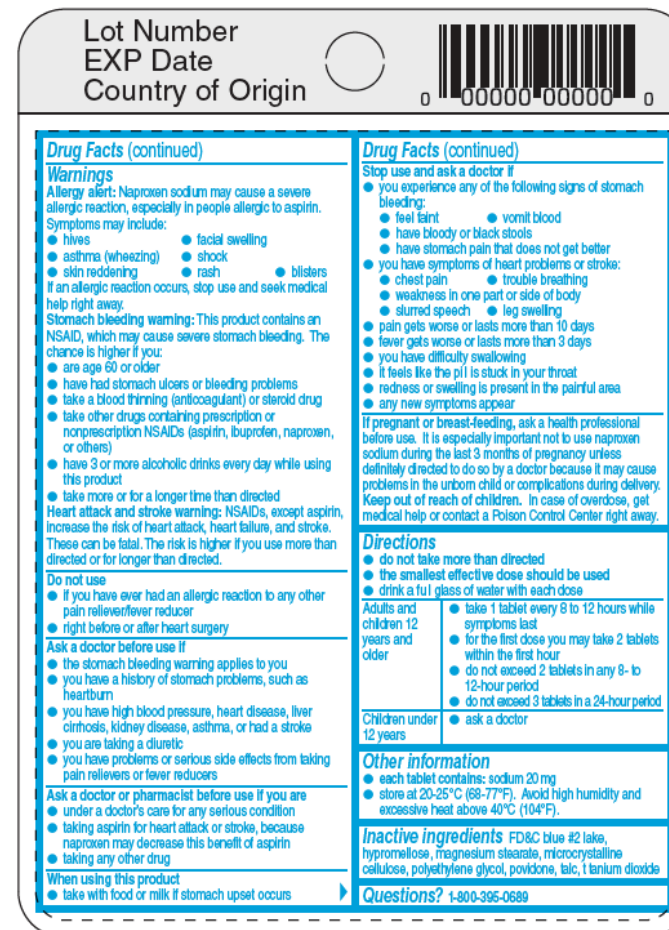 Lot Number
EXP Date
Country of Origin
0 00000 00000 0
Drug Facts (continued)
Warnings
Allergy alert: Naproxen sodium may cause a severe
allergic reaction, especially in people allergic to aspirin.
Symptoms may include:
● hives ● facial swelling
● asthma (wheezing) ● shock
● skin reddening ● rash ● blisters
If an allergic reaction occurs, stop use and seek medical
help right away.
Stomach bleeding warning: This product contains an
NSAID, which may cause severe stomach bleeding. The
chance is higher if you:
● are age 60 or older
● have had stomach ulcers or bleeding problems
● take a blood thinning (anticoagulant) or steroid drug
● take other drugs containing prescription or
nonprescription NSAIDs (aspirin, ibuprofen, naproxen,
or others)
● have 3 or more alcoholic drinks every day while using
this product
● take more or for a longer time than directed
Heart attack and stroke warning: NSAIDs, except aspirin,
increase the risk of heart attack, heart failure, and stroke.
These can be fatal. The risk is higher if you use more than
directed or for longer than directed.
Do not use
● if you have ever had an allergic reaction to any other
pain reliever/fever reducer
● right before or after heart surgery
Ask a doctor before use if
● the stomach bleeding warning applies to you
● you have a history of stomach problems, such as
heartburn
● you have high blood pressure, heart disease, liver
cirrhosis, kidney disease, asthma, or had a stroke
● you are taking a diuretic
● you have problems or serious side effects from taking
pain relievers or fever reducers
Ask a doctor or pharmacist before use if you are
● under a doctor's care for any serious condition
● taking aspirin for heart attack or stroke, because
naproxen may decrease this benefit of aspirin
● taking any other drug
When using this product
● take with food or milk if stomach upset occurs
Drug Facts (continued)
Stop use and ask a doctor if
● you experience any of the following signs of stomach
bleeding:
● feel faint ● vomit blood
● have bloody or black stools
● have stomach pain that does not get better
● you have symptoms of heart problems or stroke:
● chest pain ● trouble breathing
● weakness in one part or side of body
● slurred speech ● leg swelling
● pain gets worse or lasts more than 10 days
● fever gets worse or lasts more than 3 days
● you have difficulty swallowing
● it feels like the pill is stuck in your throat
● redness or swelling is present in the painful area
● any new symptoms appear
If pregnant or breast-feeding, ask a health professional
before use. It is especially important not to use naproxen
sodium during the last 3 months of pregnancy unless
definitely directed to do so by a doctor because it may cause
problems in the unborn child or complications during delivery.
Keep out of reach of children. In case of overdose, get
medical help or contact a Poison Control Center right away.
Directions
● do not take more than directed
● the smallest effective dose should be used
● drink a full glass of water with each dose
Adults and
children 12
years and
older
● take 1 tablet every 8 to 12 hours while
symptoms last
● for the first dose you may take 2 tablets
within the first hour
● do not exceed 2 tablets in any 8- to
12-hour period
● do not exceed 3 tablets in a 24-hour period
Children under
12 years
● ask a doctor
Other information
● each tablet contains: sodium 20 mg
● store at 20-25°C (68-77°F). Avoid high humidity and
excessive heat above 40°C (104°F).
Inactive ingredients FD&C blue #2 lake,
hypromellose, magnesium stearate, microcrystalline
cellulose, polyethylene glycol, povidone, talc, titanium dioxide
Questions? 1-800-395-0689